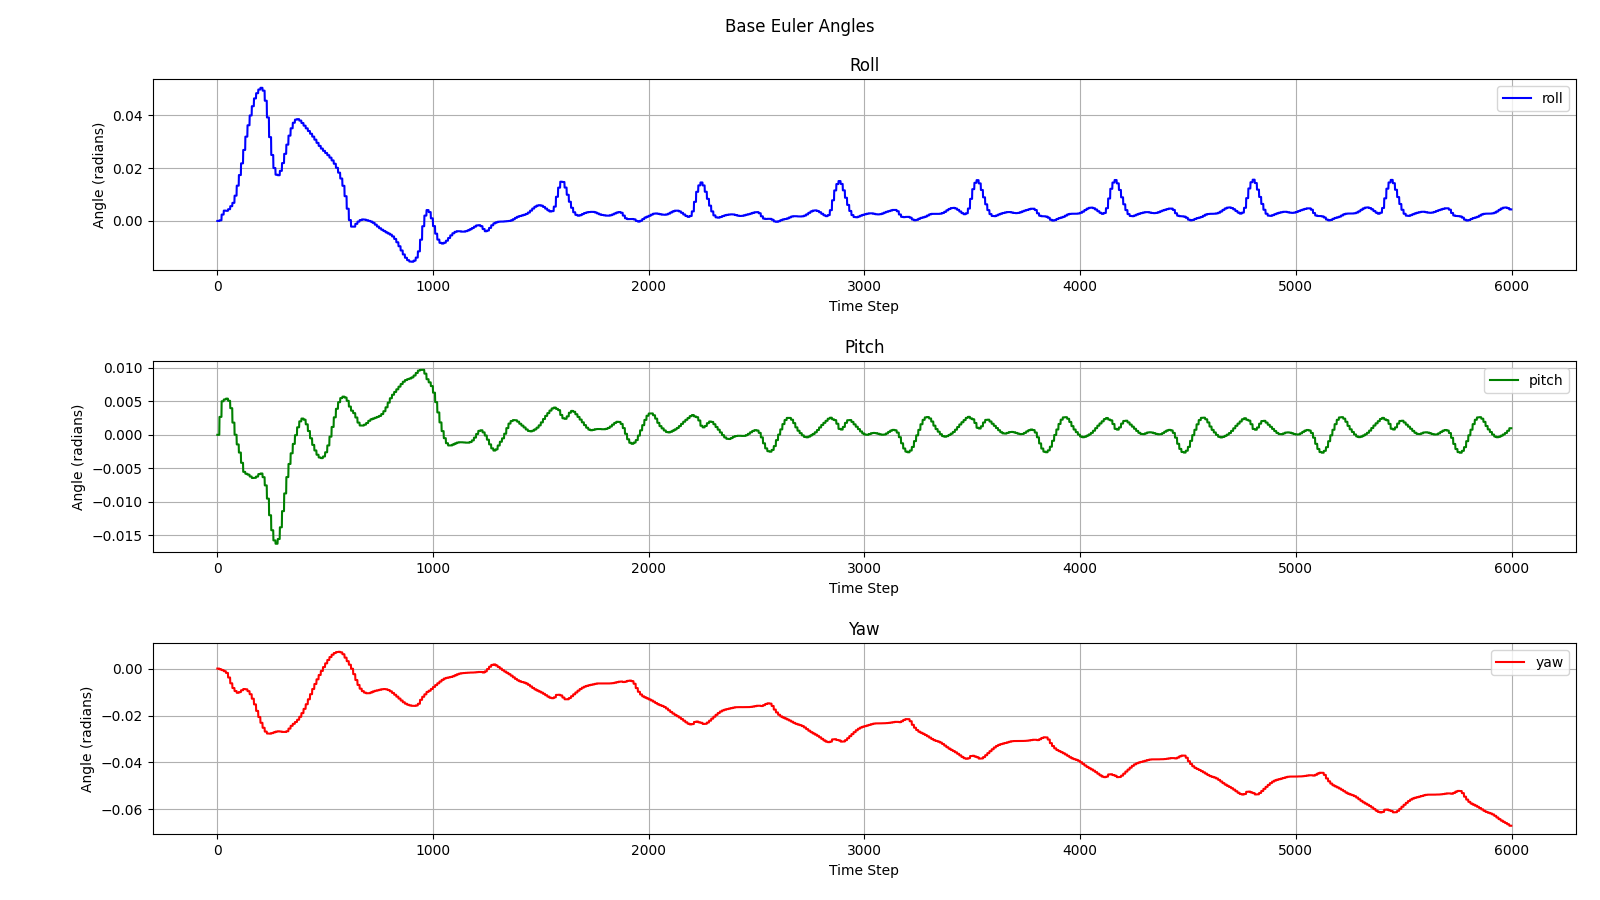 Base Euler Angles
Roll
roll
Angle (radians)
0.04
0.02
0.00
0 1000 2000 3000 4000 5000 6000
Time Step
Pitch
pitch
Angle (radians)
0.010
0.005
0.000
−0.005
−0.010
−0.015
0 1000 2000 3000 4000 5000 6000
Time Step
Yaw
yaw
Angle (radians)
0.00
−0.02
−0.04
−0.06
0 1000 2000 3000 4000 5000 6000
Time Step